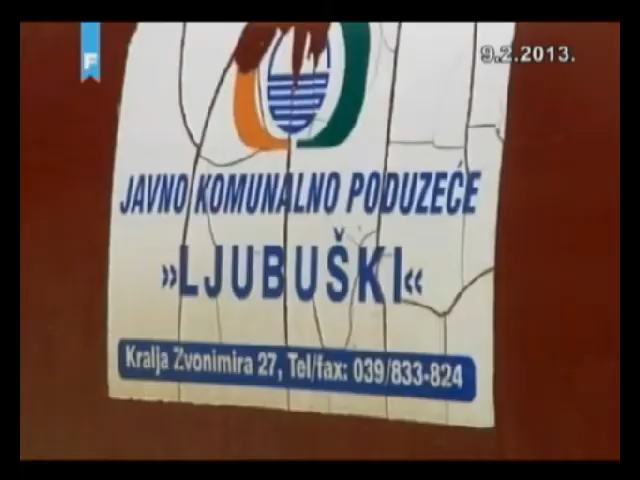 F
9.2.2013.
JAVNO KOMUNALNO PODUZEĆE
»LJUBUŠKI«
Kralja Zvonimira 27, Tel/fax: 039/833-824